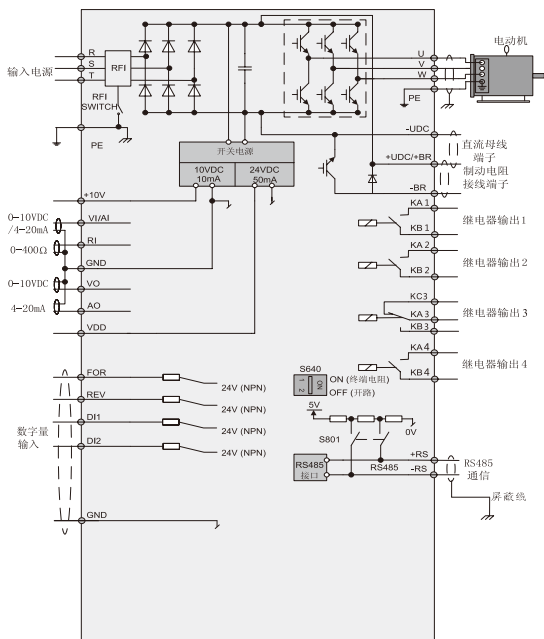 电动机
R
S
T
输入电源
RFI
RFI
SWITCH
PE
U
V
W
PE
-UDC
直流母线
端子
+UDC/+BR
制动电阻
接线端子
-BR
开关电源
10VDC
10mA
24VDC
50mA
+10V
0-10VDC
/4-20mA
VI/AI
0-400Ω
RI
GND
0-10VDC
VO
4-20mA
AO
VDD
KA 1
继电器输出1
KB 1
KA 2
继电器输出2
KB 2
KC3
KA 3
继电器输出3
KB 3
KA 4
继电器输出4
KB 4
FOR
24V (NPN)
REV
24V (NPN)
DI1
24V (NPN)
DI2
24V (NPN)
数字量
输入
GND
S640
1
2
ON
ON (终端电阻)
OFF (开路)
5V
0V
S801
RS485
RS485
接口
+RS
-RS
RS485
通信
屏蔽线